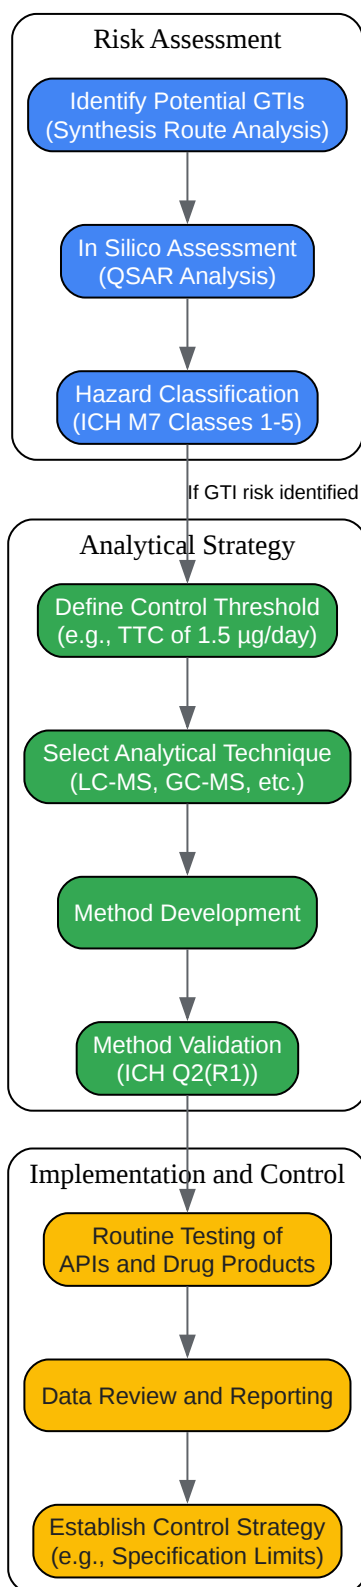 Risk Assessment
Identify Potential GTIs
(Synthesis Route Analysis)
In Silico Assessment
(QSAR Analysis)
Hazard Classification
(ICH M7 Classes 1-5)
If GTI risk identified
Analytical Strategy
Define Control Threshold
(e.g., TTC of 1.5 µg/day)
Select Analytical Technique
(LC-MS, GC-MS, etc.)
Method Development
Method Validation
(ICH Q2(R1))
Implementation and Control
Routine Testing of
APIs and Drug Products
Data Review and Reporting
Establish Control Strategy
(e.g., Specification Limits)